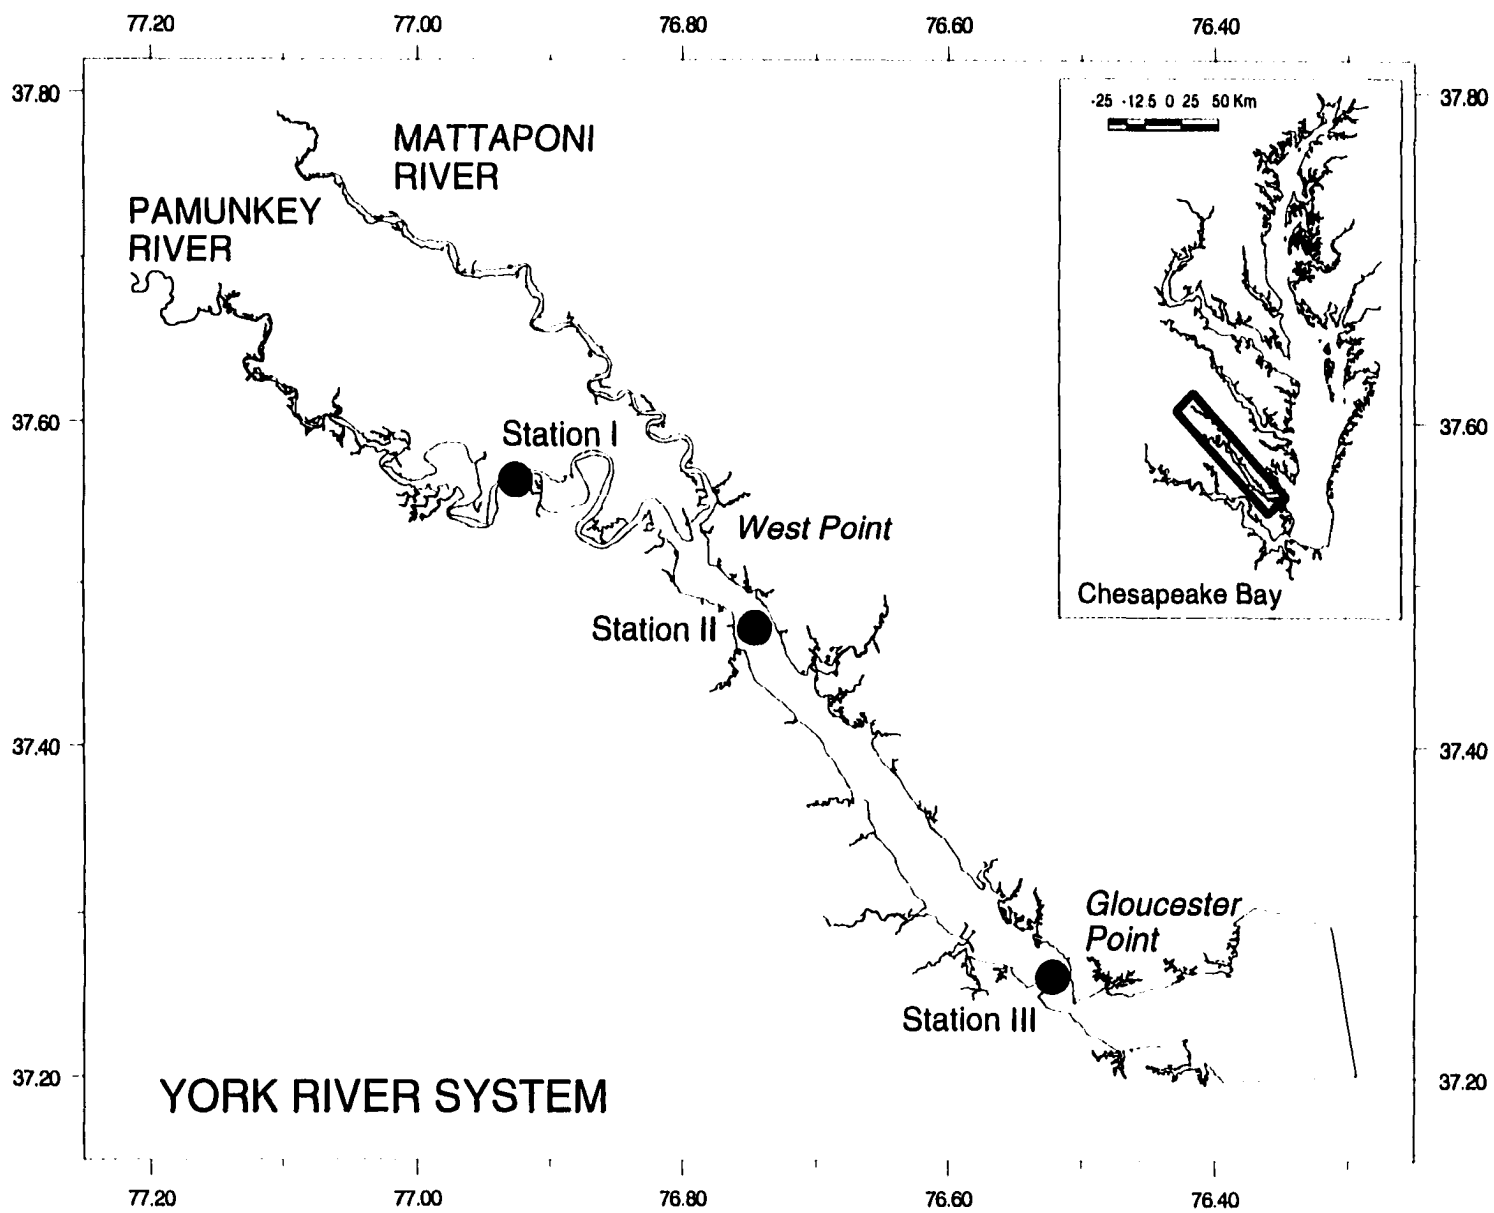 77.20 77.00 76.80 76.60 76.40
37.80 37.80
-25 -12.5 0 25 50 Km
MATTAPONI
RIVER
PAMUNKEY
RIVER
37.60 37.60
Station I
West Point
Chesapeake Bay
Station II
37.40 37.40
Gloucester
Point
Station III
37.20 37.20
YORK RIVER SYSTEM
77.20 77.00 76.80 76.60 76.40